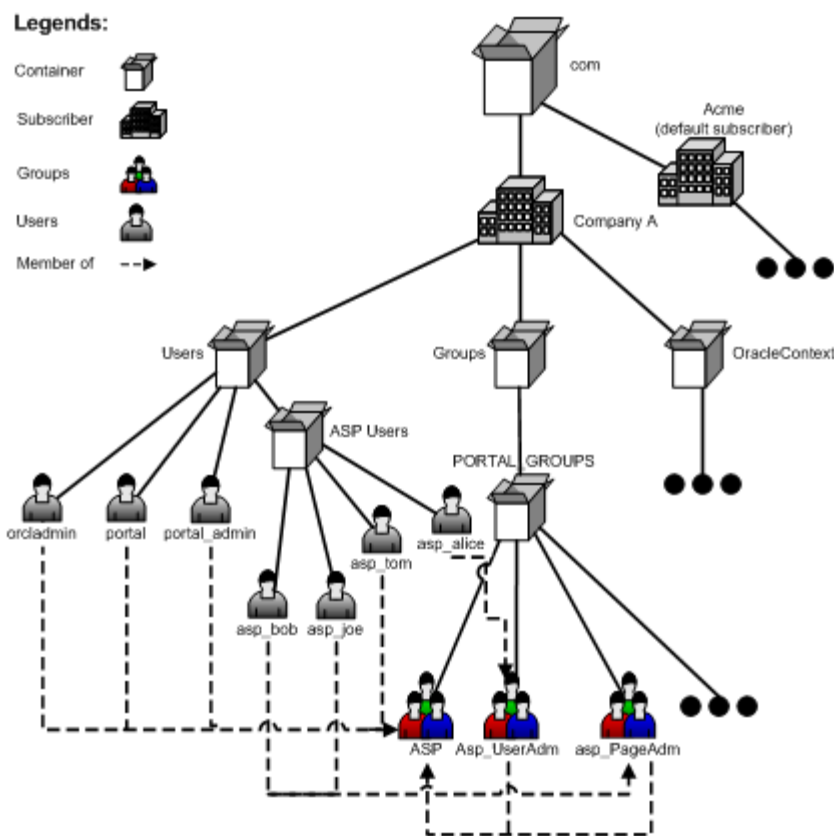 Legends:
Container
Subscriber
Groups
Users
Member of
com
Acme
(default subscriber)
Company A
Users
Groups
OracleContext
ASP Users
PORTAL_GROUPS
orcladmin
portal
portal_admin
asp_tom
asp_alice
asp_bob
asp_joe
ASP
Asp_UserAdm
asp_PageAdm